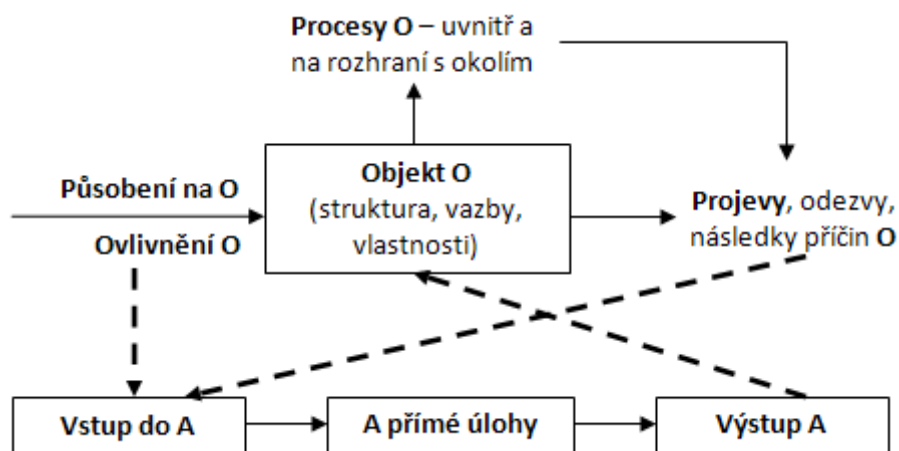 Procesy O – uvnitř a
na rozhraní s okolím
Působení na O
Ovlivnění O
Objekt O
(struktura, vazby,
vlastnosti)
Projevy, odezvy,
následky příčin O
Vstup do A
A přímé úlohy
Výstup A